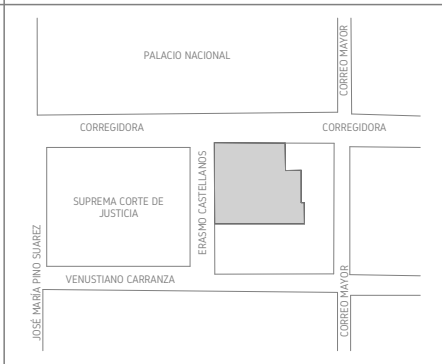 PALACIO NACIONAL
CORREO MAYOR
CORREGIDORA
CORREGIDORA
SUPREMA CORTE DE
JUSTICIA
ERASMO CASTELLANOS
JOSÉ MARÍA PINO SUÁREZ
VENUSTIANO CARRANZA
CORREO MAYOR